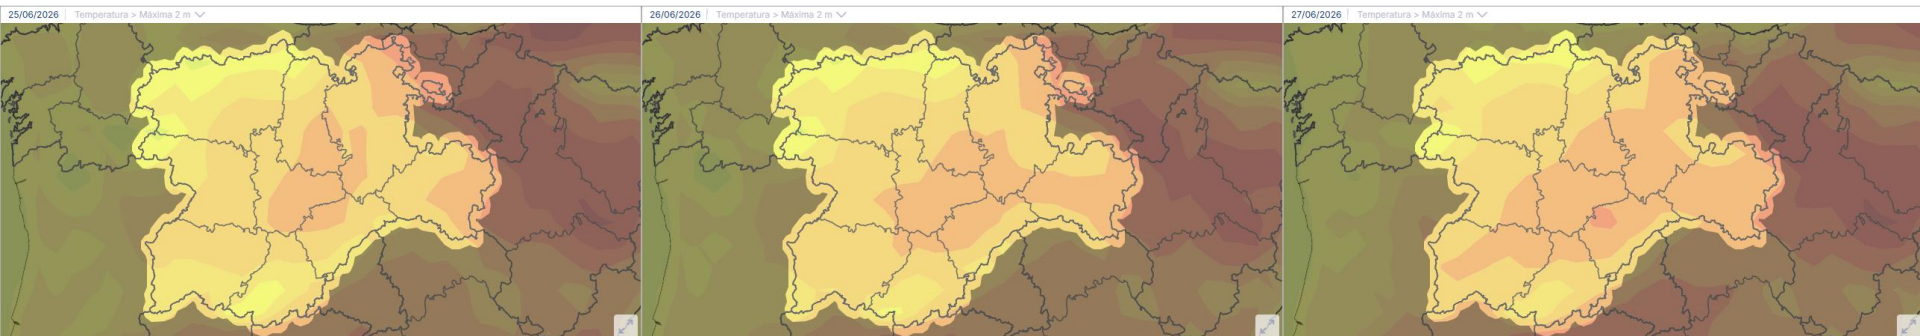 25/06/2026 Temperatura > Máxima 2 m
26/06/2026 Temperatura > Máxima 2 m
27/06/2026 Temperatura > Máxima 2 m